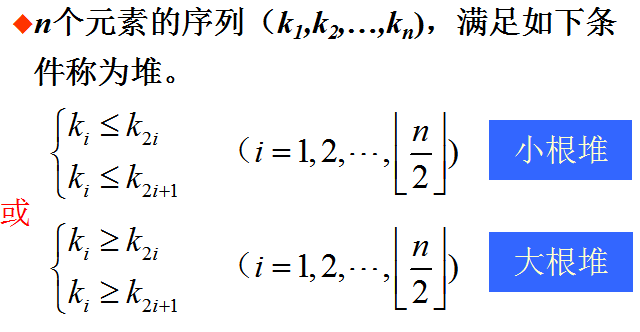 ◆n个元素的序列（k₁,k₂,…,kₙ)，满足如下条
件称为堆。
{ kᵢ ≤ k₂ᵢ
{ kᵢ ≤ k₂ᵢ₊₁ （i = 1,2,⋯,⌊n/2⌋) 小根堆
或
{ kᵢ ≥ k₂ᵢ
{ kᵢ ≥ k₂ᵢ₊₁ （i = 1,2,⋯,⌊n/2⌋) 大根堆